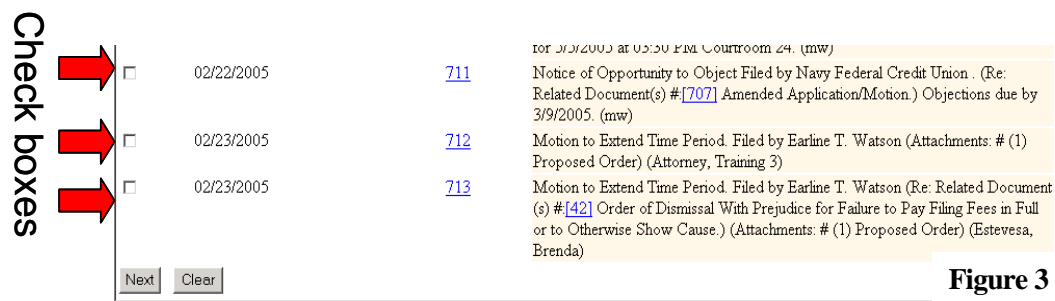 Check boxes
for 3/3/2005 at 03:30 PM Courtroom 24. (mw)
02/22/2005 711 Notice of Opportunity to Object Filed by Navy Federal Credit Union . (Re:
Related Document(s) #:[707] Amended Application/Motion.) Objections due by
3/9/2005. (mw)
02/23/2005 712 Motion to Extend Time Period. Filed by Earline T. Watson (Attachments: # (1)
Proposed Order) (Attorney, Training 3)
02/23/2005 713 Motion to Extend Time Period. Filed by Earline T. Watson (Re: Related Document
(s) #:[42] Order of Dismissal With Prejudice for Failure to Pay Filing Fees in Full
or to Otherwise Show Cause.) (Attachments: # (1) Proposed Order) (Estevesa,
Brenda)
Next Clear
Figure 3